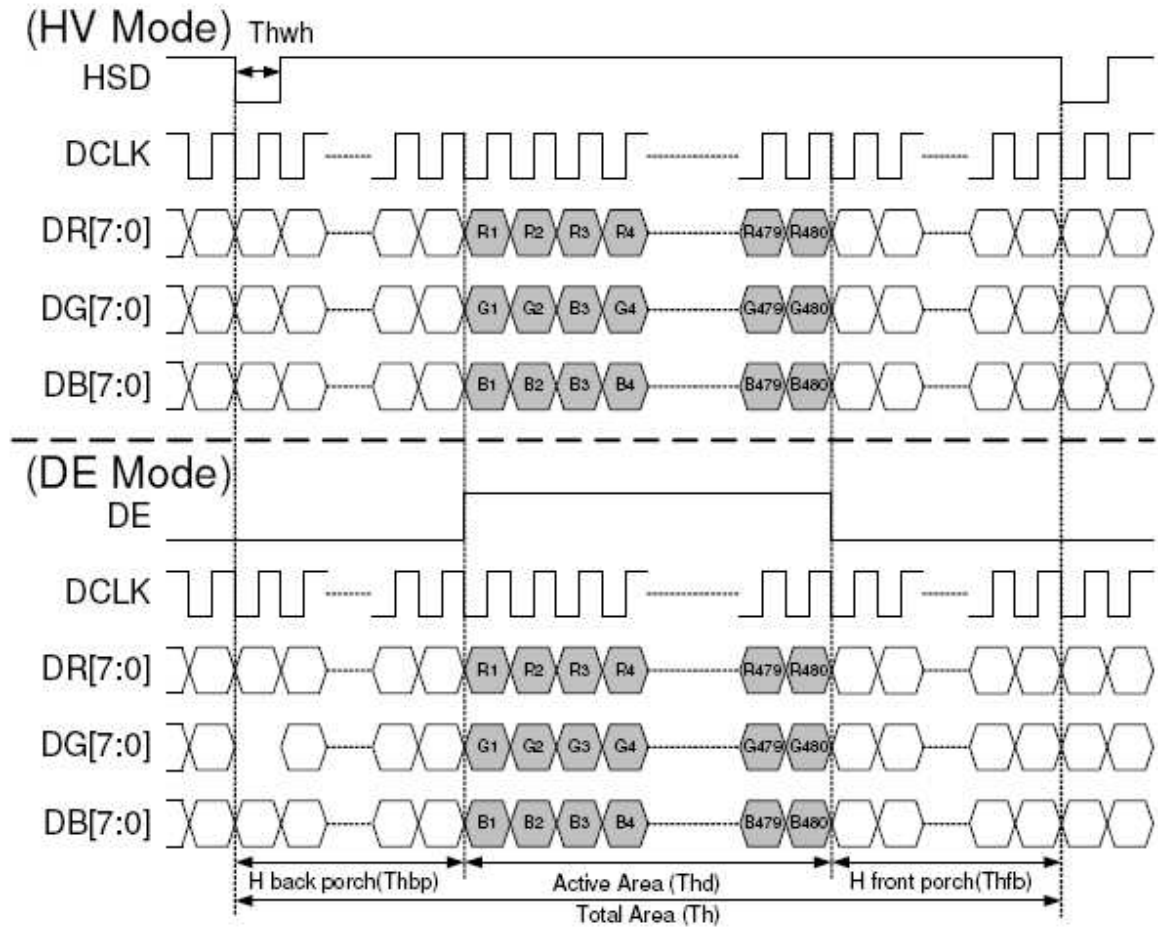 (HV Mode) Thwh
HSD
DCLK
DR[7:0] R1 R2 R3 R4 R479 R480
DG[7:0] G1 G2 B3 G4 G479 G480
DB[7:0] B1 B2 B3 B4 B479 B480
(DE Mode)
DE
DCLK
DR[7:0] R1 R2 R3 R4 R479 R480
DG[7:0] G1 G2 G3 G4 G479 G480
DB[7:0] B1 B2 B3 B4 B479 B480
H back porch(Thbp) Active Area (Thd) H front porch(Thfb)
Total Area (Th)